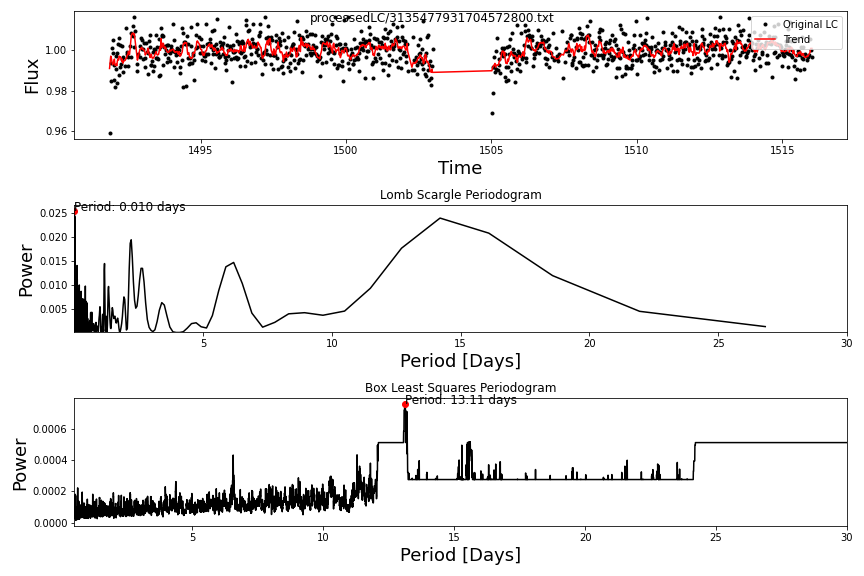 processedLC/3135477931704572800.txt
Original LC
Trend
1.00
0.98
0.96
Flux
1495
1500
1505
1510
1515
Time
Lomb Scargle Periodogram
Period: 0.010 days
0.025
0.020
0.015
0.010
0.005
Power
5
10
15
20
25
30
Period [Days]
Box Least Squares Periodogram
Period: 13.11 days
0.0006
0.0004
0.0002
0.0000
Power
5
10
15
20
25
30
Period [Days]